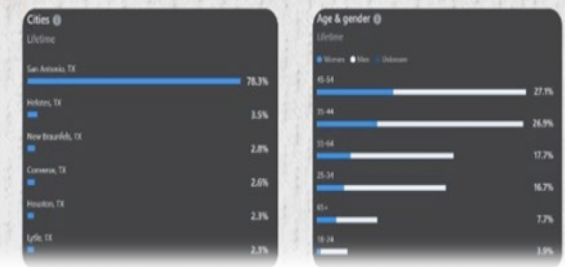 Cities
Lifetime
San Antonio, TX
78.3%
Helotes, TX
3.5%
New Braunfels, TX
2.8%
Converse, TX
2.6%
Houston, TX
2.3%
Lytle, TX
2.3%
Age & gender
Lifetime
Women Men Unknown
45-54
27.1%
35-44
26.9%
55-64
17.7%
25-34
16.7%
65+
7.7%
18-24
3.9%